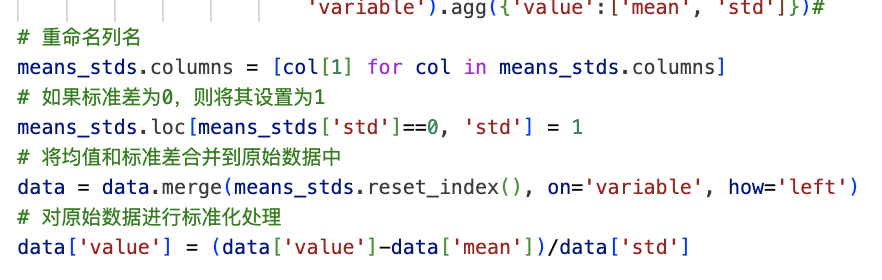 'variable').agg({'value':['mean', 'std']})#
# 重命名列名
means_stds.columns = [col[1] for col in means_stds.columns]
# 如果标准差为0，则将其设置为1
means_stds.loc[means_stds['std']==0, 'std'] = 1
# 将均值和标准差合并到原始数据中
data = data.merge(means_stds.reset_index(), on='variable', how='left')
# 对原始数据进行标准化处理
data['value'] = (data['value']-data['mean'])/data['std']